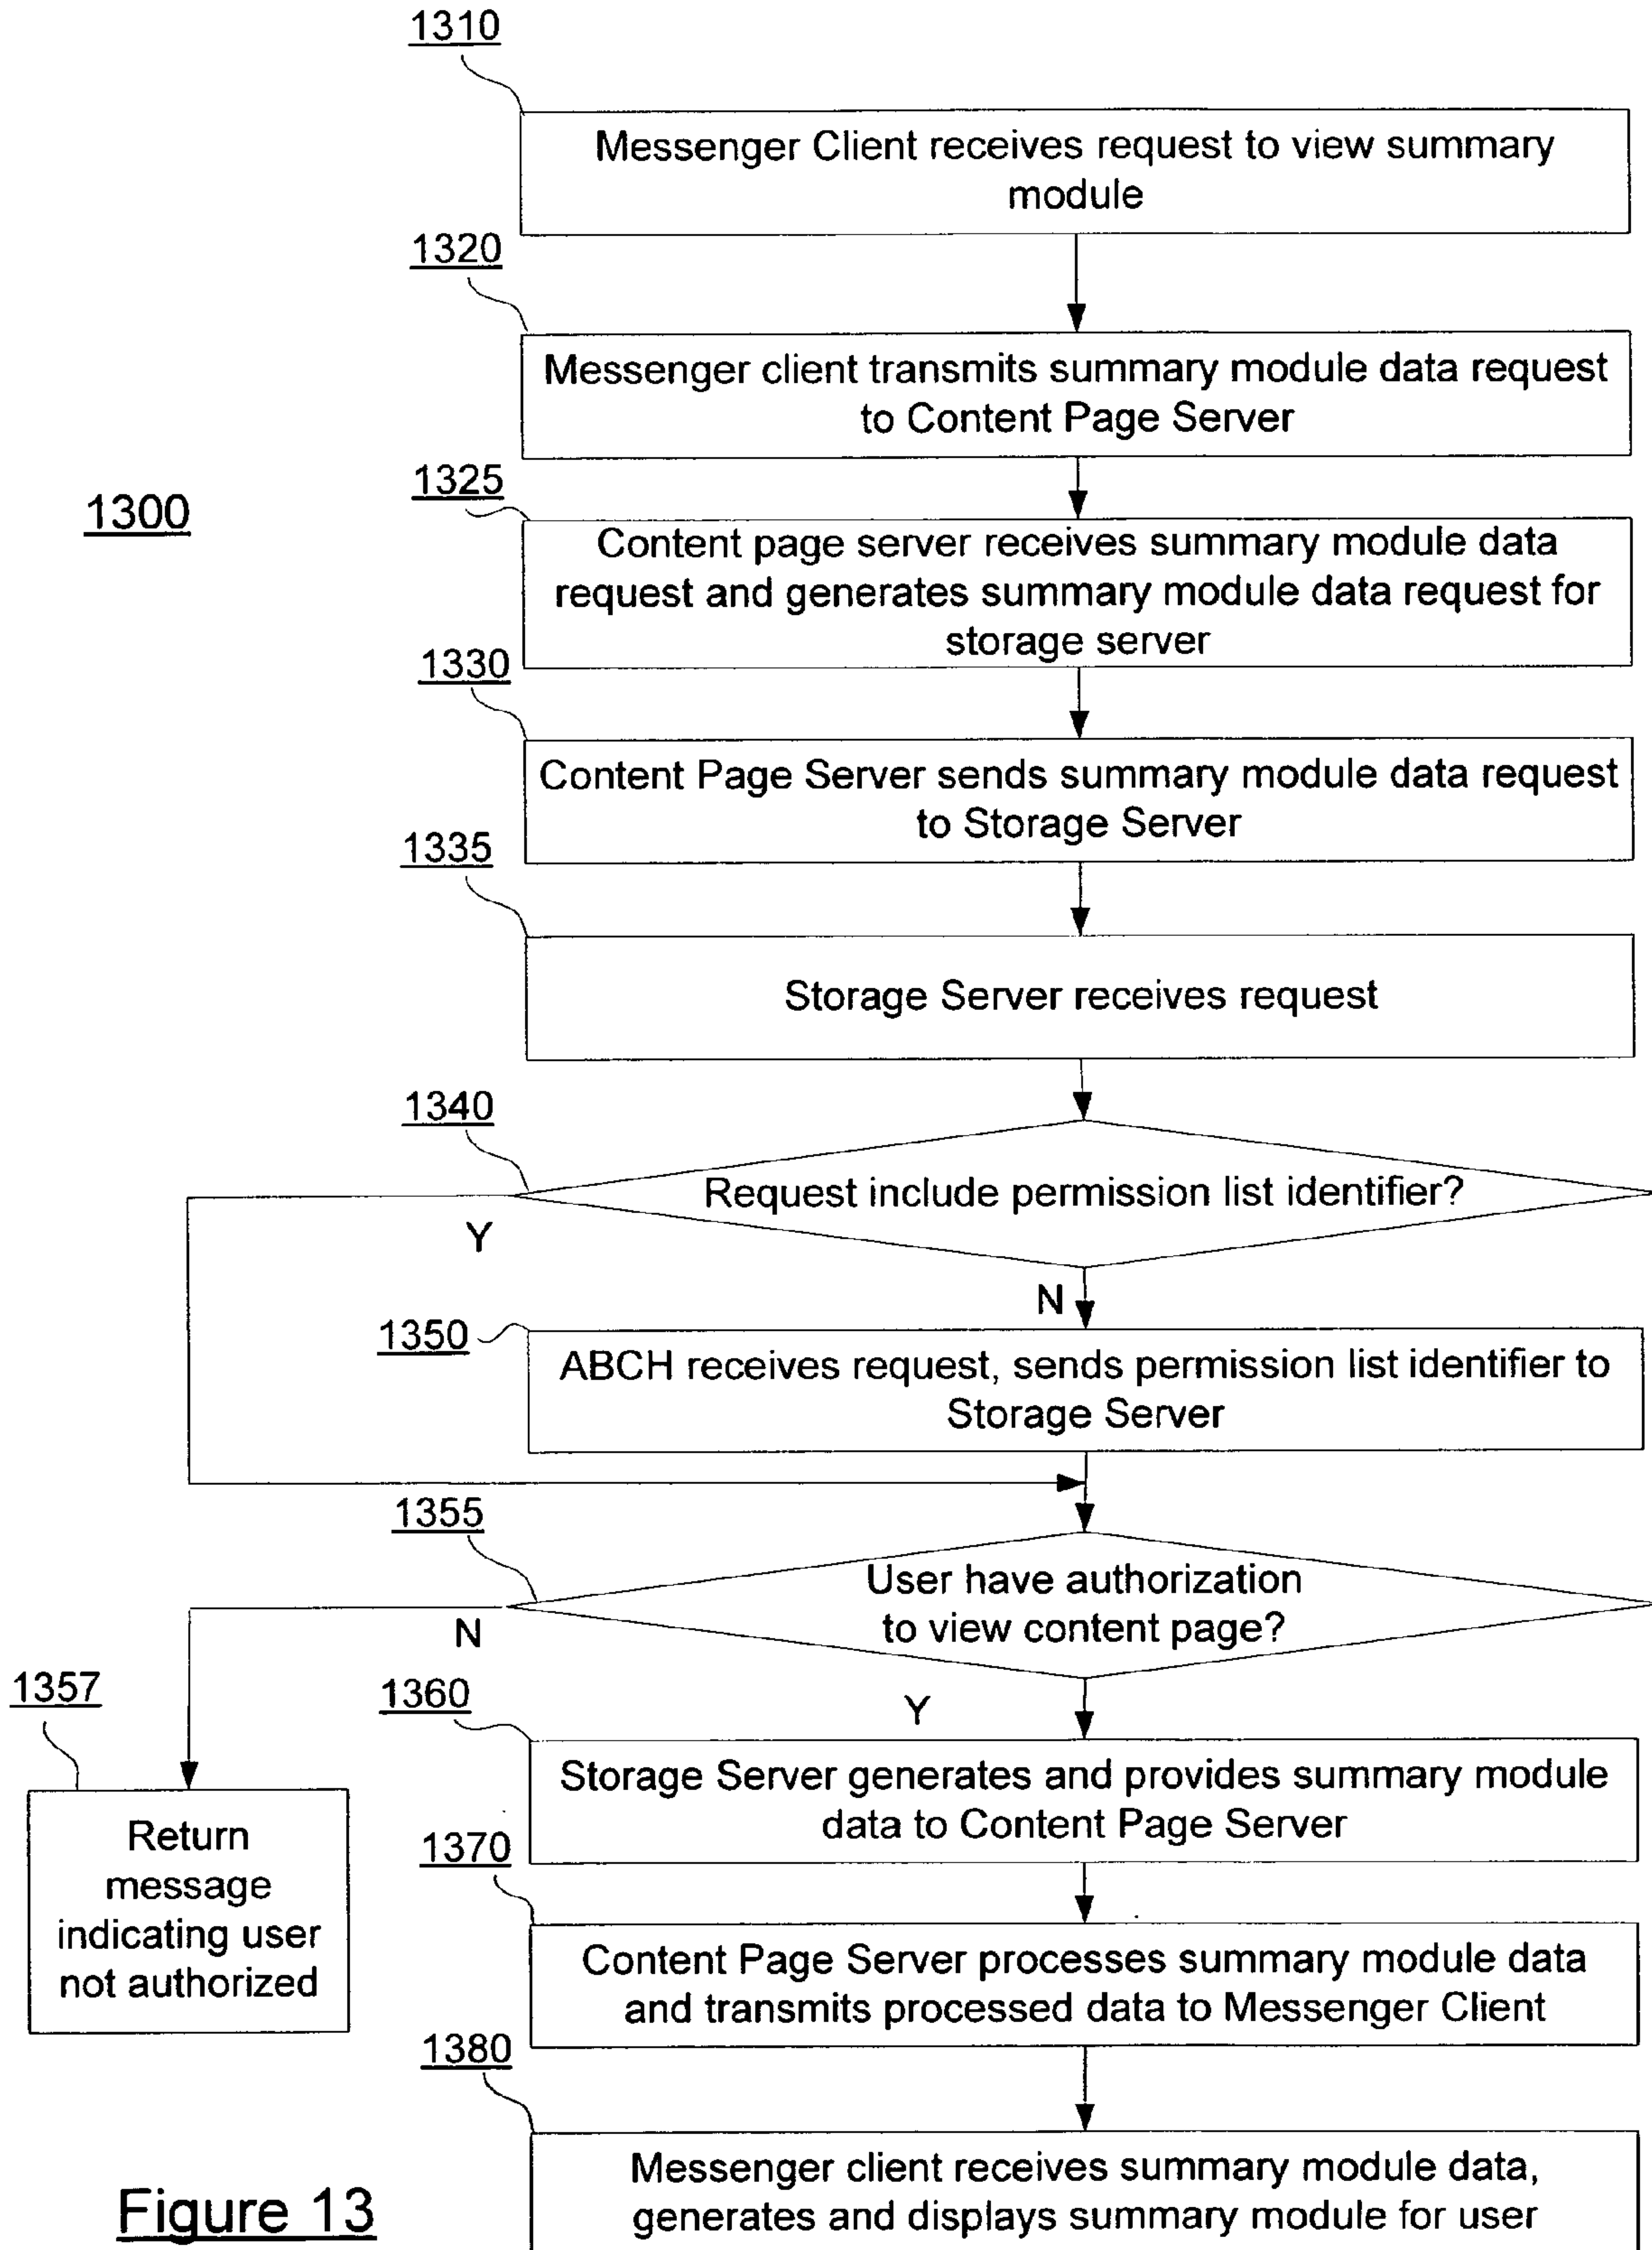 1310
Messenger Client receives request to view summary
module
1320
Messenger client transmits summary module data request
to Content Page Server
1325
1300
Content page server receives summary module data
request and generates summary module data request for
storage server
1330
Content Page Server sends summary module data request
to Storage Server
1335
Storage Server receives request
1340
Request include permission list identifier?
Y
N
1350
ABCH receives request, sends permission list identifier to
Storage Server
1355
User have authorization
to view content page?
N
1357
1360
Y
Storage Server generates and provides summary module
data to Content Page Server
Return
message
indicating user
not authorized
1370
Content Page Server processes summary module data
and transmits processed data to Messenger Client
1380
Messenger client receives summary module data,
generates and displays summary module for user
Figure 13